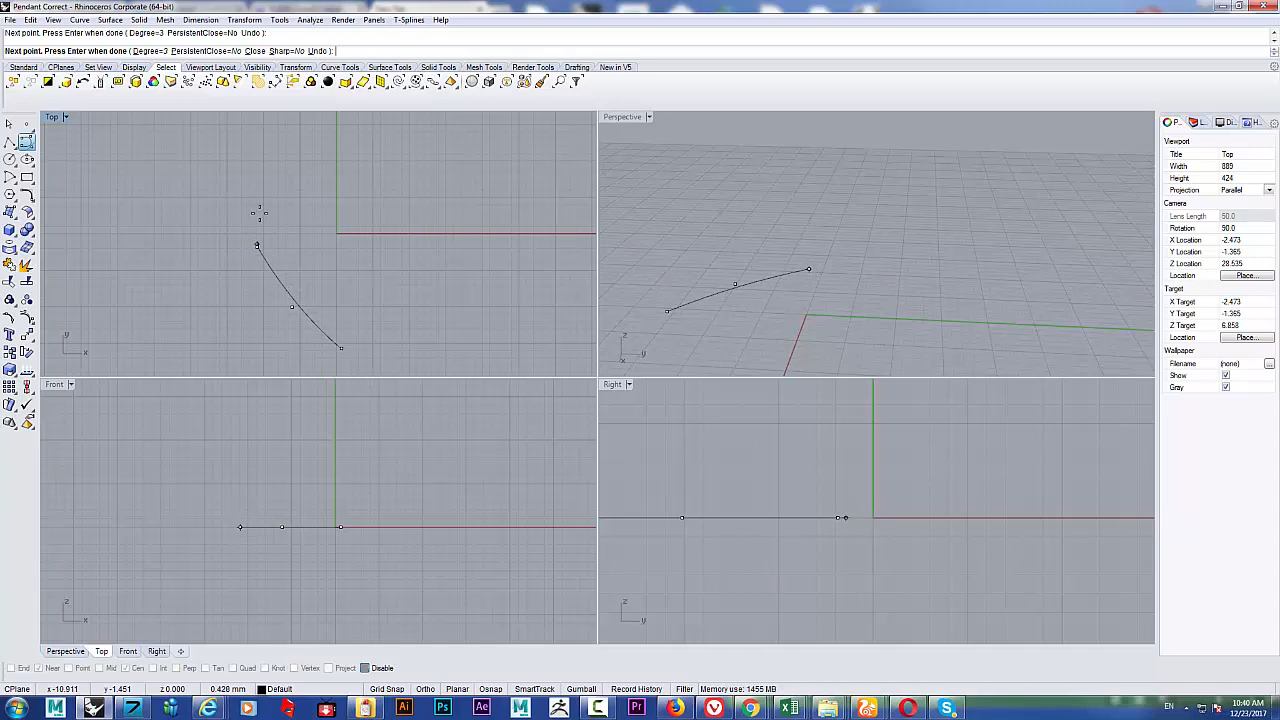 Pendant Correct - Rhinoceros Corporate (64-bit)
File Edit View Curve Surface Solid Mesh Dimension Transform Tools Analyze Render Panels T-Splines Help
Next point. Press Enter when done ( Degree=3 PersistentClose=No Undo ):
Next point. Press Enter when done ( Degree=3 PersistentClose=No Close Sharp=No Undo ):
Standard CPlanes Set View Display Select Viewport Layout Visibility Transform Curve Tools Surface Tools Solid Tools Mesh Tools Render Tools Drafting New in V5
Top
y
x
Perspective
z
x y
Front
z
x
Right
z
y
P... L... Di... H...
Viewport
Title Top
Width 889
Height 424
Projection Parallel
Camera
Lens Length 50.0
Rotation 90.0
X Location -2.473
Y Location -1.365
Z Location 28.535
Location Place...
Target
X Target -2.473
Y Target -1.365
Z Target 6.858
Location Place...
Wallpaper
Filename (none) ...
Show
Gray
Perspective Top Front Right
End Near Point Mid Cen Int Perp Tan Quad Knot Vertex Project Disable
CPlane x -10.911 y -1.451 z 0.000 0.428 mm Default Grid Snap Ortho Planar Osnap SmartTrack Gumball Record History Filter Memory use: 1455 MB
Ai Ps Ae Pr EN 10:40 AM
12/23/2017